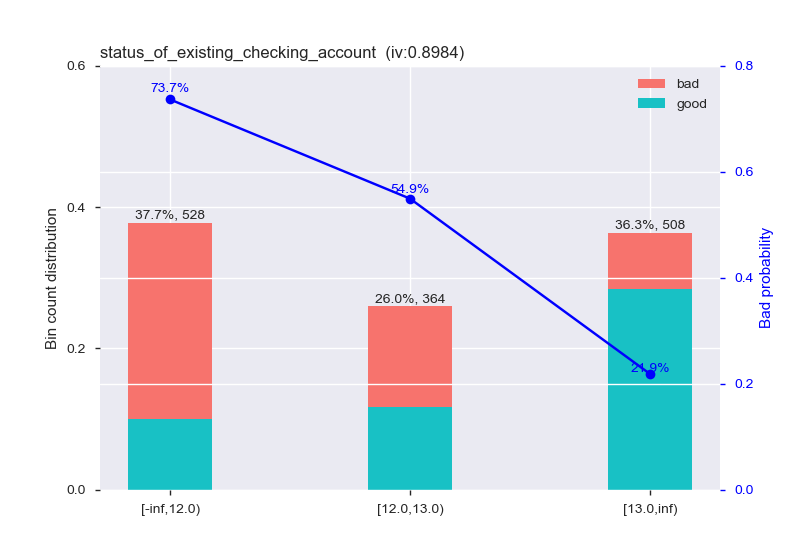 status_of_existing_checking_account (iv:0.8984)
0.6
0.4
0.2
0.0
Bin count distribution
73.7%
54.9%
21.9%
37.7%, 528
26.0%, 364
36.3%, 508
bad
good
0.8
0.6
0.4
0.2
0.0
Bad probability
[-inf,12.0)
[12.0,13.0)
[13.0,inf)